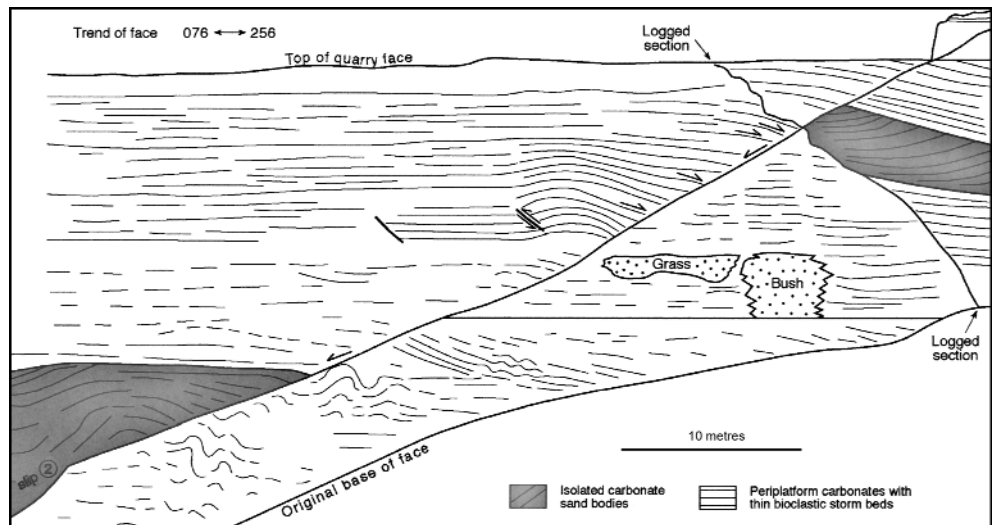 Trend of face 076 ⟷ 256
Top of quarry face
Logged
section
Grass
Bush
Logged
section
10 metres
slip 2
Original base of face
Isolated carbonate
sand bodies
Periplatform carbonates with
thin bioclastic storm beds